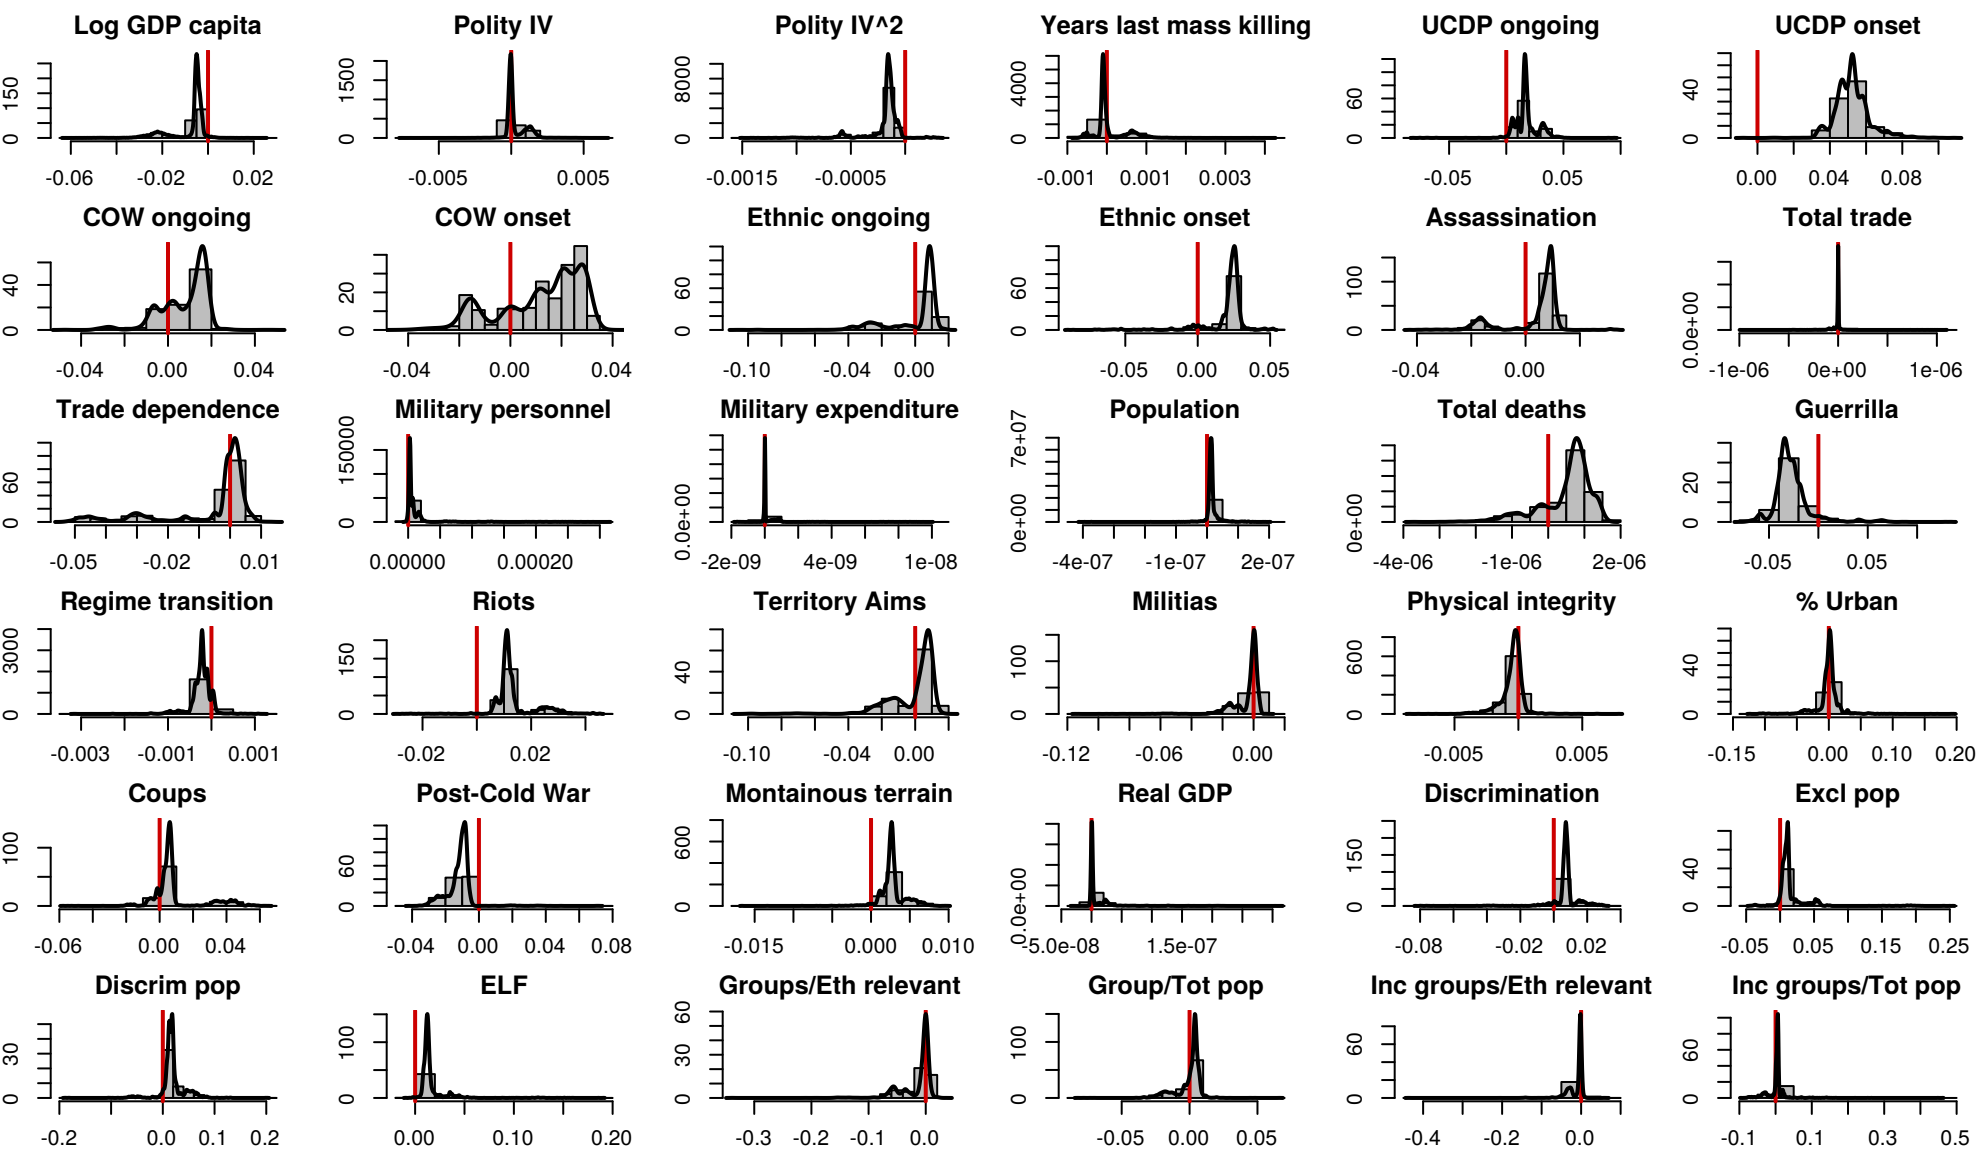 Log GDP capita
150
0
-0.06 -0.02 0.02
Polity IV
1500
0
-0.005 0.005
Polity IV^2
8000
0
-0.0015 -0.0005
Years last mass killing
4000
0
-0.001 0.001 0.003
UCDP ongoing
60
0
-0.05 0.05
UCDP onset
40
0
0.00 0.04 0.08
COW ongoing
40
0
-0.04 0.00 0.04
COW onset
20
0
-0.04 0.00 0.04
Ethnic ongoing
60
0
-0.10 -0.04 0.00
Ethnic onset
60
0
-0.05 0.00 0.05
Assassination
100
0
-0.04 0.00
Total trade
0.0e+00
-1e-06 0e+00 1e-06
Trade dependence
60
0
-0.05 -0.02 0.01
Military personnel
150000
0
0.00000 0.00020
Military expenditure
0.0e+00
-2e-09 4e-09 1e-08
Population
7e+07
0e+00
-4e-07 -1e-07 2e-07
Total deaths
0e+00
-4e-06 -1e-06 2e-06
Guerrilla
20
0
-0.05 0.05
Regime transition
3000
0
-0.003 -0.001 0.001
Riots
150
0
-0.02 0.02
Territory Aims
40
0
-0.10 -0.04 0.00
Militias
100
0
-0.12 -0.06 0.00
Physical integrity
600
0
-0.005 0.005
% Urban
40
0
-0.15 0.00 0.10 0.20
Coups
100
0
-0.06 0.00 0.04
Post-Cold War
60
0
-0.04 0.00 0.04 0.08
Montainous terrain
600
0
-0.015 0.000 0.010
Real GDP
0.0e+00
-5.0e-08 1.5e-07
Discrimination
150
0
-0.08 -0.02 0.02
Excl pop
40
0
-0.05 0.05 0.15 0.25
Discrim pop
30
0
-0.2 0.0 0.1 0.2
ELF
100
0
0.00 0.10 0.20
Groups/Eth relevant
60
30
0
-0.3 -0.2 -0.1 0.0
Group/Tot pop
100
0
-0.05 0.00 0.05
Inc groups/Eth relevant
60
0
-0.4 -0.2 0.0
Inc groups/Tot pop
60
0
-0.1 0.1 0.3 0.5